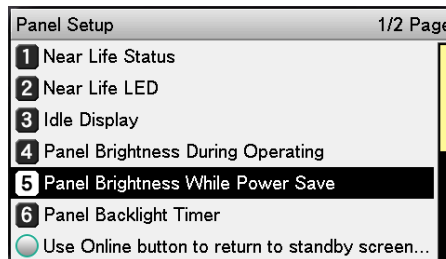 Panel Setup 1/2 Page
1 Near Life Status
2 Near Life LED
3 Idle Display
4 Panel Brightness During Operating
5 Panel Brightness While Power Save
6 Panel Backlight Timer
Use Online button to return to standby screen...